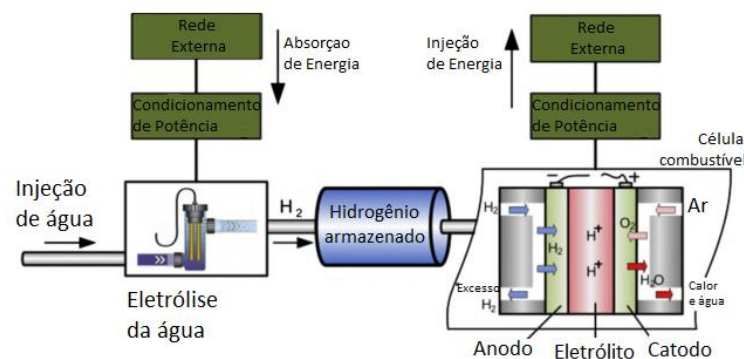 Rede
Externa
Absorçao
de Energia
Condicionamento
de Potência
Injeção
de água
H₂
Eletrólise
da água
Hidrogênio
armazenado
Injeção
de Energia
Rede
Externa
Condicionamento
de Potência
Célula
combustível
- +
H₂
H₂
H⁺
H⁺
O₂
H₂O
Ar
Excesso
H₂
Calor
e água
Anodo
Eletrólito
Catodo